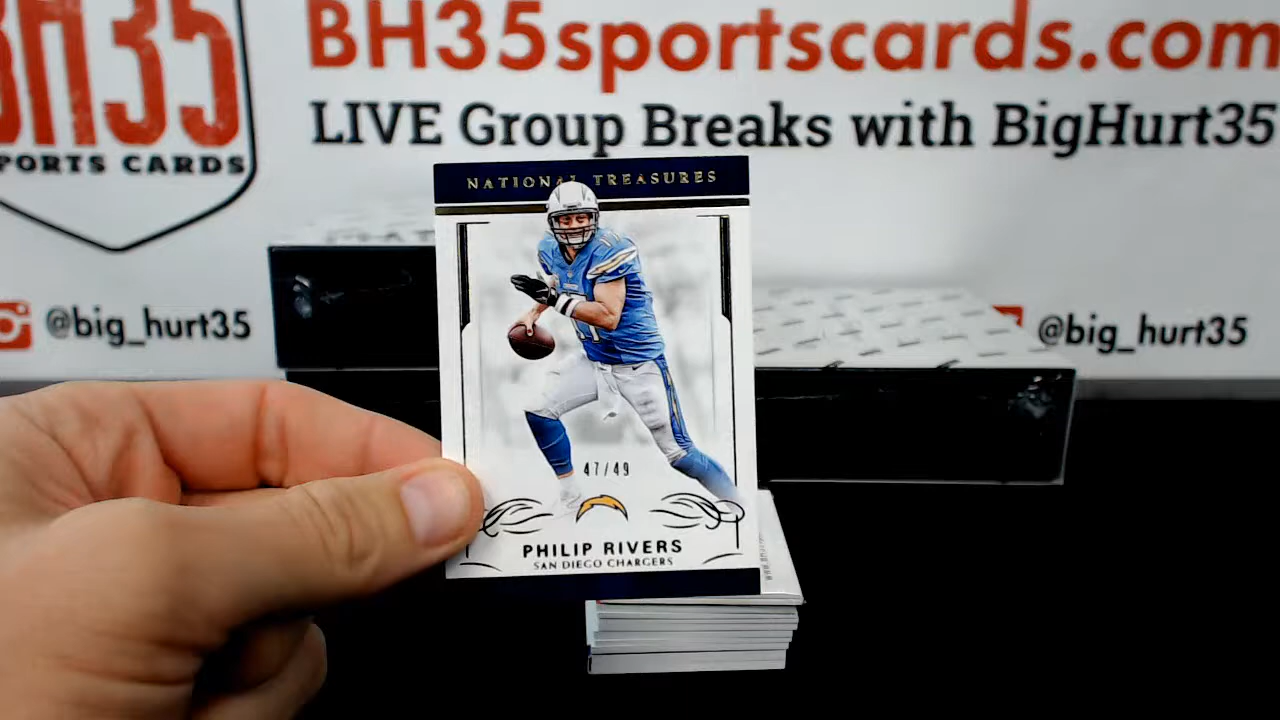 BH35
PORTS CARDS
BH35sportscards.com
LIVE Group Breaks with BigHurt35
@big_hurt35
@big_hurt35
NATIONAL TREASURES
47/49
PHILIP RIVERS
SAN DIEGO CHARGERS